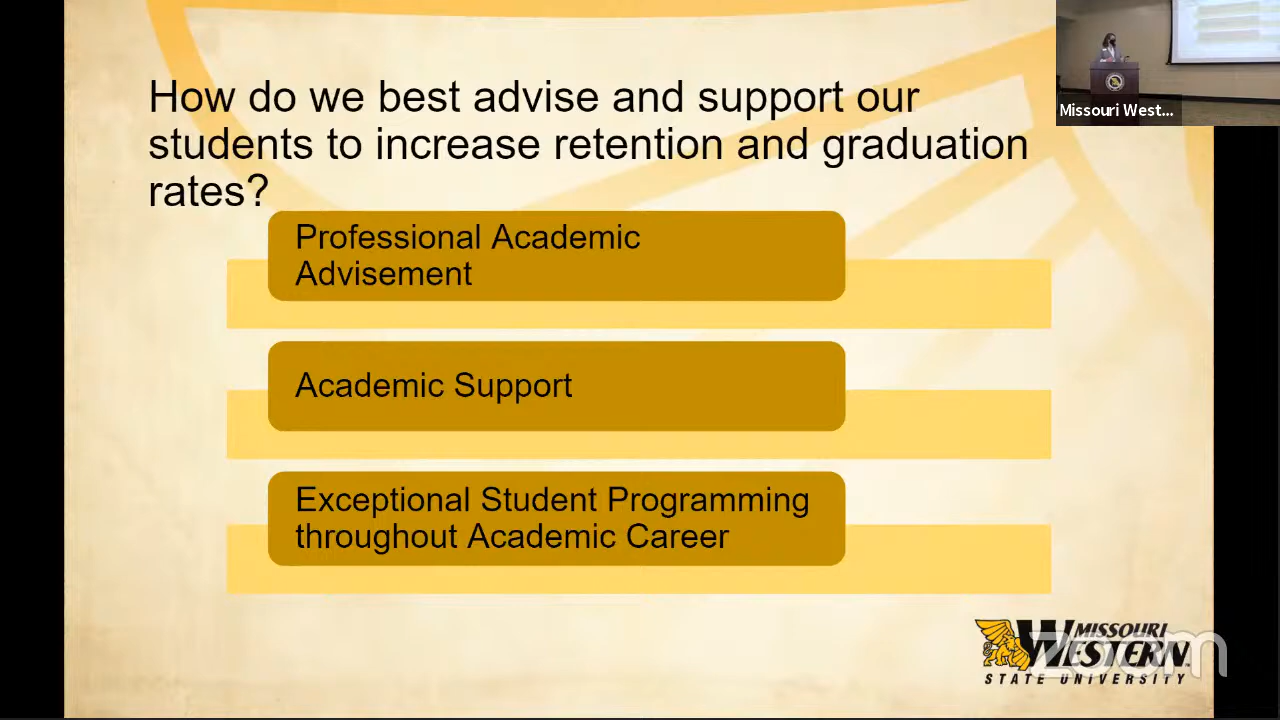 How do we best advise and support our
students to increase retention and graduation
rates?
Professional Academic
Advisement
Academic Support
Exceptional Student Programming
throughout Academic Career
Missouri West...
MISSOURI
WESTERN
STATE UNIVERSITY
zoom